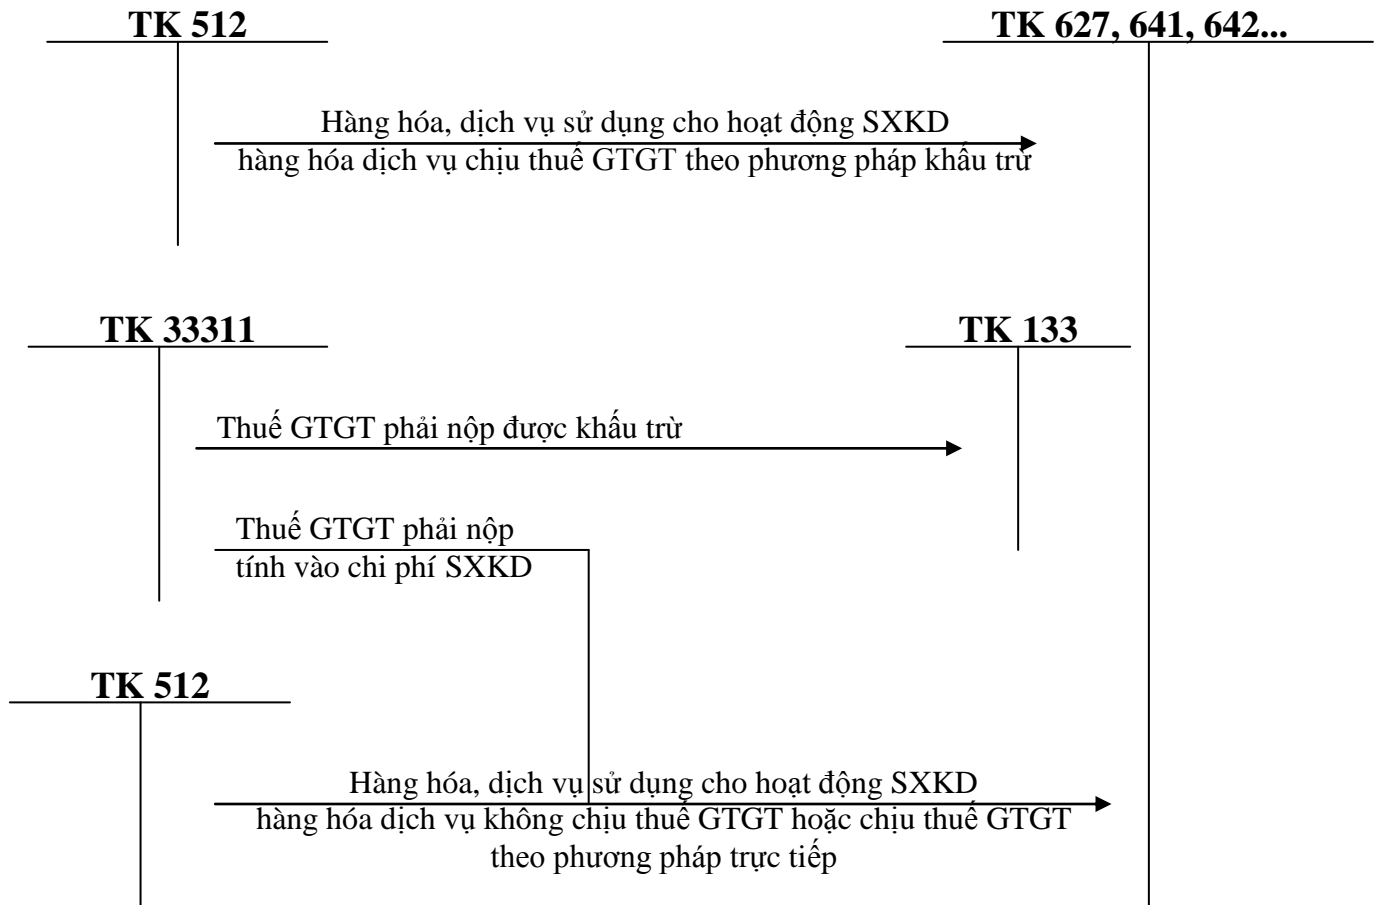 TK 512
TK 627, 641, 642...
Hàng hóa, dịch vụ sử dụng cho hoạt động SXKD
hàng hóa dịch vụ chịu thuế GTGT theo phương pháp khấu trừ
TK 33311
TK 133
Thuế GTGT phải nộp được khấu trừ
Thuế GTGT phải nộp
tính vào chi phí SXKD
TK 512
Hàng hóa, dịch vụ sử dụng cho hoạt động SXKD
hàng hóa dịch vụ không chịu thuế GTGT hoặc chịu thuế GTGT
theo phương pháp trực tiếp